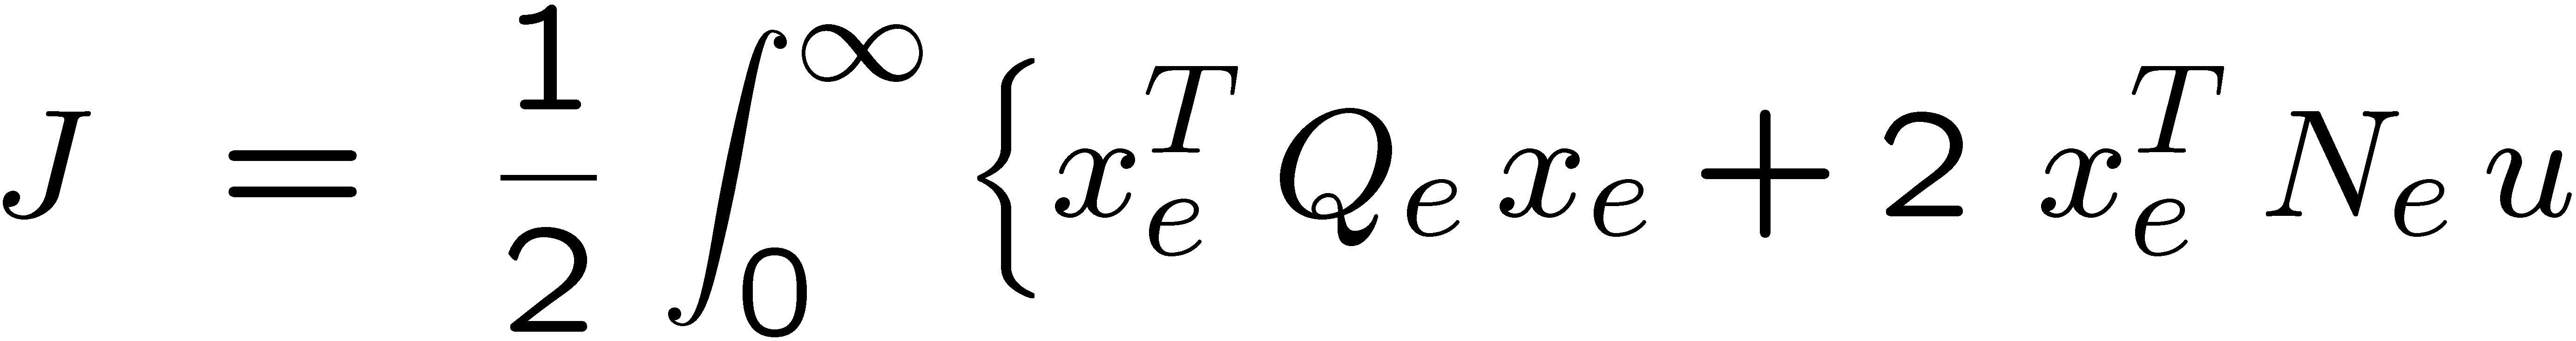 J = \frac{1}{2} \int_0^\infty \{ x_e^T Q_e x_e + 2 x_e^T N_e u